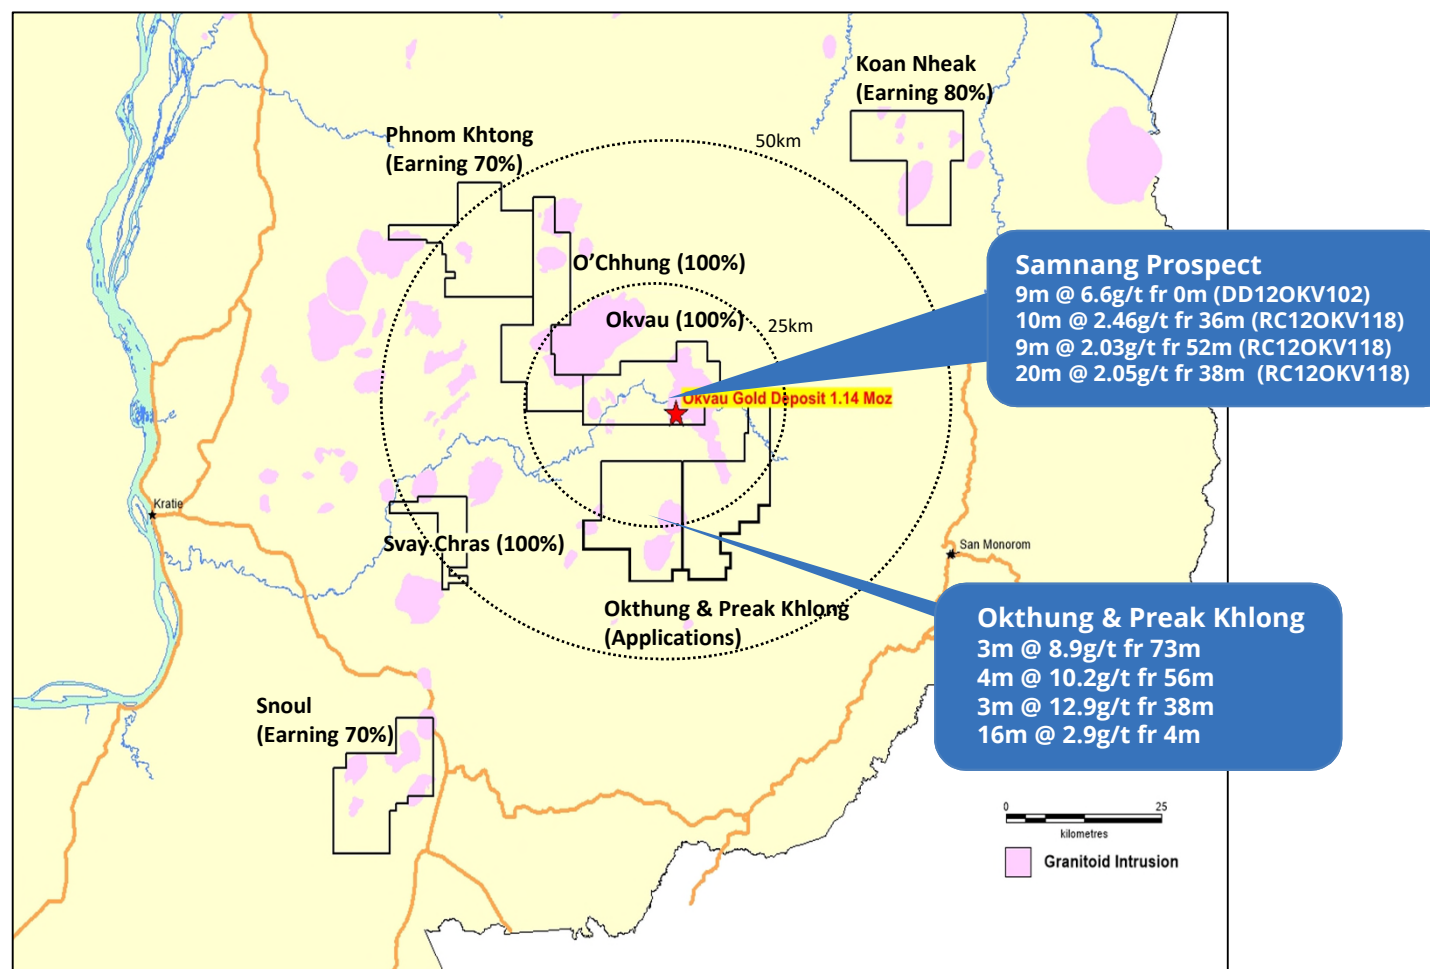 Koan Nheak
(Earning 80%)
Phnom Khtong
(Earning 70%)
50km
O’Chhung (100%)
Okvau (100%)
25km
Samnang Prospect
9m @ 6.6g/t fr 0m (DD12OKV102)
10m @ 2.46g/t fr 36m (RC12OKV118)
9m @ 2.03g/t fr 52m (RC12OKV118)
20m @ 2.05g/t fr 38m  (RC12OKV118)
Okvau Gold Deposit 1.14 Moz
Kratie
Svay Chras (100%)
San Monorom
Okthung & Preak Khlong
(Applications)
Okthung & Preak Khlong
3m @ 8.9g/t fr 73m
4m @ 10.2g/t fr 56m
3m @ 12.9g/t fr 38m
16m @ 2.9g/t fr 4m
Snoul
(Earning 70%)
0 25
kilometres
Granitoid Intrusion